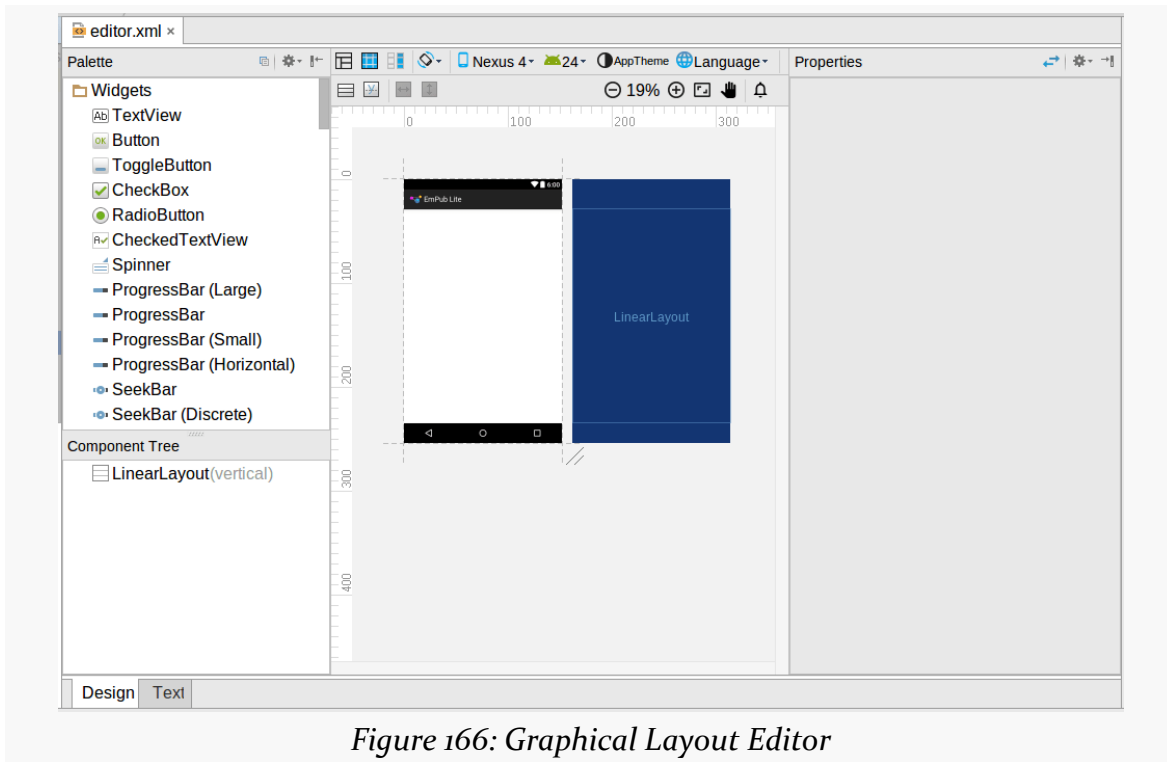 editor.xml ×
Palette
Nexus 4 24 AppTheme Language
Properties
Widgets
19%
Ab TextView
OK Button
ToggleButton
CheckBox
RadioButton
A CheckedTextView
Spinner
ProgressBar (Large)
ProgressBar
ProgressBar (Small)
ProgressBar (Horizontal)
SeekBar
SeekBar (Discrete)
0 100 200 300
0
100
200
300
400
6:00
EmPub Lite
LinearLayout
Component Tree
LinearLayout(vertical)
Design Text
Figure 166: Graphical Layout Editor